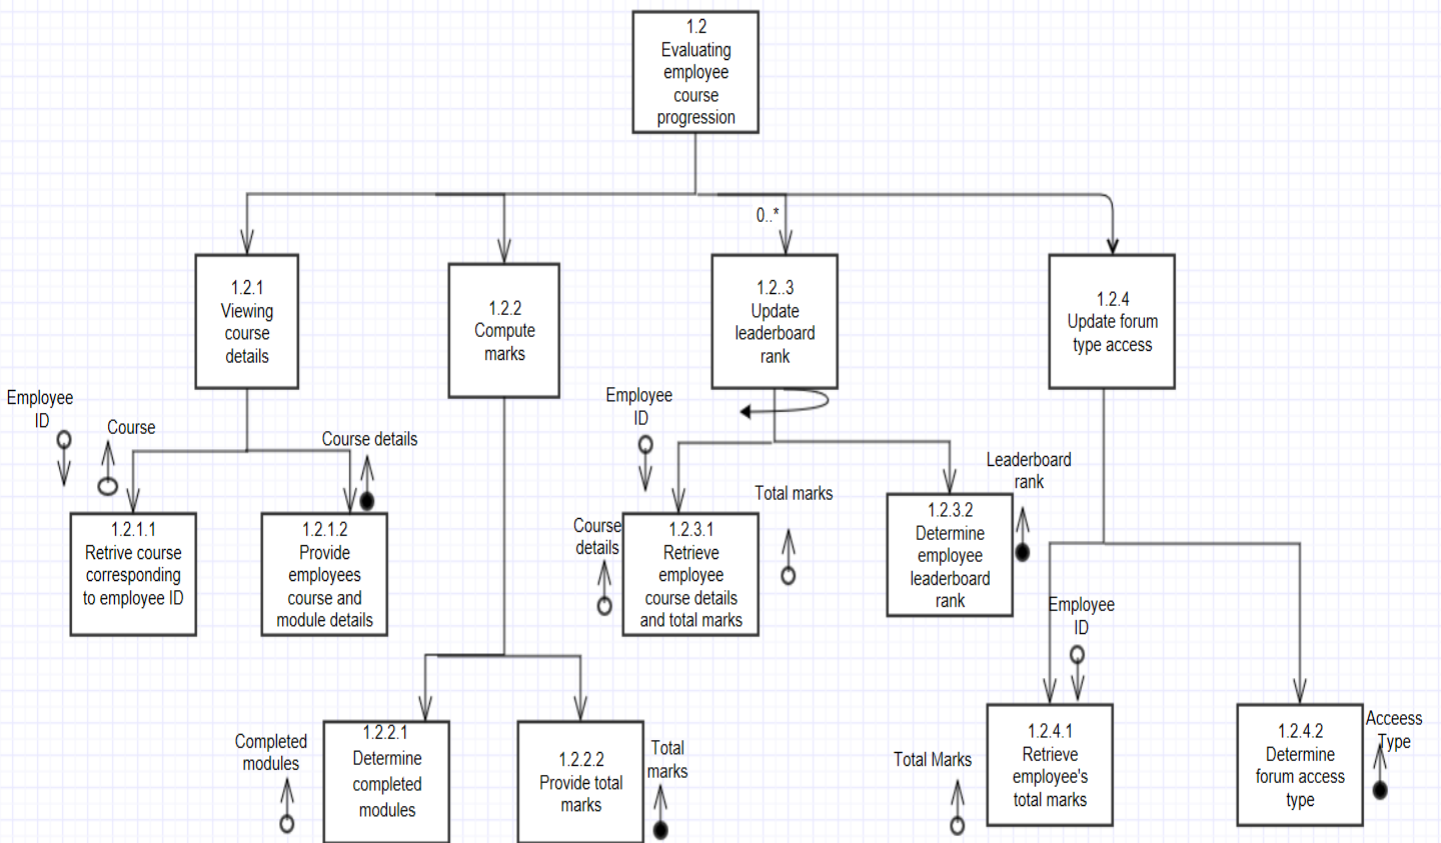 1.2
Evaluating
employee
course
progression
0..*
1.2.1
Viewing
course
details
1.2.2
Compute
marks
1.2..3
Update
leaderboard
rank
1.2.4
Update forum
type access
Employee
ID
Course
Course details
Employee
ID
Total marks
Leaderboard
rank
1.2.1.1
Retrive course
corresponding
to employee ID
1.2.1.2
Provide
employees
course and
module details
Course
details
1.2.3.1
Retrieve
employee
course details
and total marks
1.2.3.2
Determine
employee
leaderboard
rank
Employee
ID
Completed
modules
1.2.2.1
Determine
completed
modules
1.2.2.2
Provide total
marks
Total
marks
Total Marks
1.2.4.1
Retrieve
employee's
total marks
1.2.4.2
Determine
forum access
type
Acceess
Type